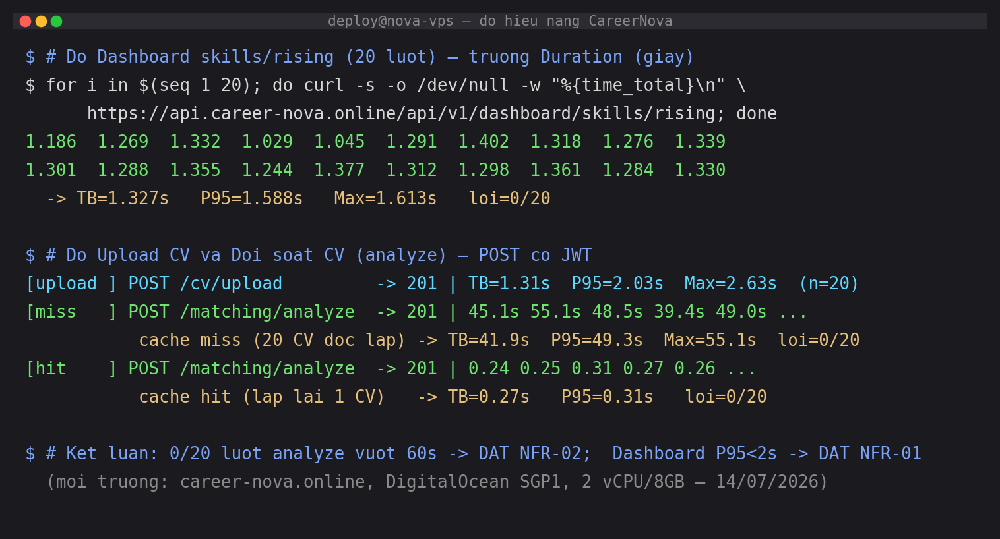 deploy@nova-vps — do hieu nang CareerNova
$ # Do Dashboard skills/rising (20 luot) — truong Duration (giay)
$ for i in $(seq 1 20); do curl -s -o /dev/null -w "%{time_total}\n" \
https://api.career-nova.online/api/v1/dashboard/skills/rising; done
1.186  1.269  1.332  1.029  1.045  1.291  1.402  1.318  1.276  1.339
1.301  1.288  1.355  1.244  1.377  1.312  1.298  1.361  1.284  1.330
-> TB=1.327s   P95=1.588s   Max=1.613s   loi=0/20
$ # Do Upload CV va Doi soat CV (analyze) — POST co JWT
[upload ] POST /cv/upload         -> 201 | TB=1.31s  P95=2.03s  Max=2.63s  (n=20)
[miss   ] POST /matching/analyze  -> 201 | 45.1s 55.1s 48.5s 39.4s 49.0s ...
cache miss (20 CV doc lap) -> TB=41.9s  P95=49.3s  Max=55.1s  loi=0/20
[hit    ] POST /matching/analyze  -> 201 | 0.24 0.25 0.31 0.27 0.26 ...
cache hit (lap lai 1 CV)   -> TB=0.27s   P95=0.31s   loi=0/20
$ # Ket luan: 0/20 luot analyze vuot 60s -> DAT NFR-02;  Dashboard P95<2s -> DAT NFR-01
(moi truong: career-nova.online, DigitalOcean SGP1, 2 vCPU/8GB — 14/07/2026)